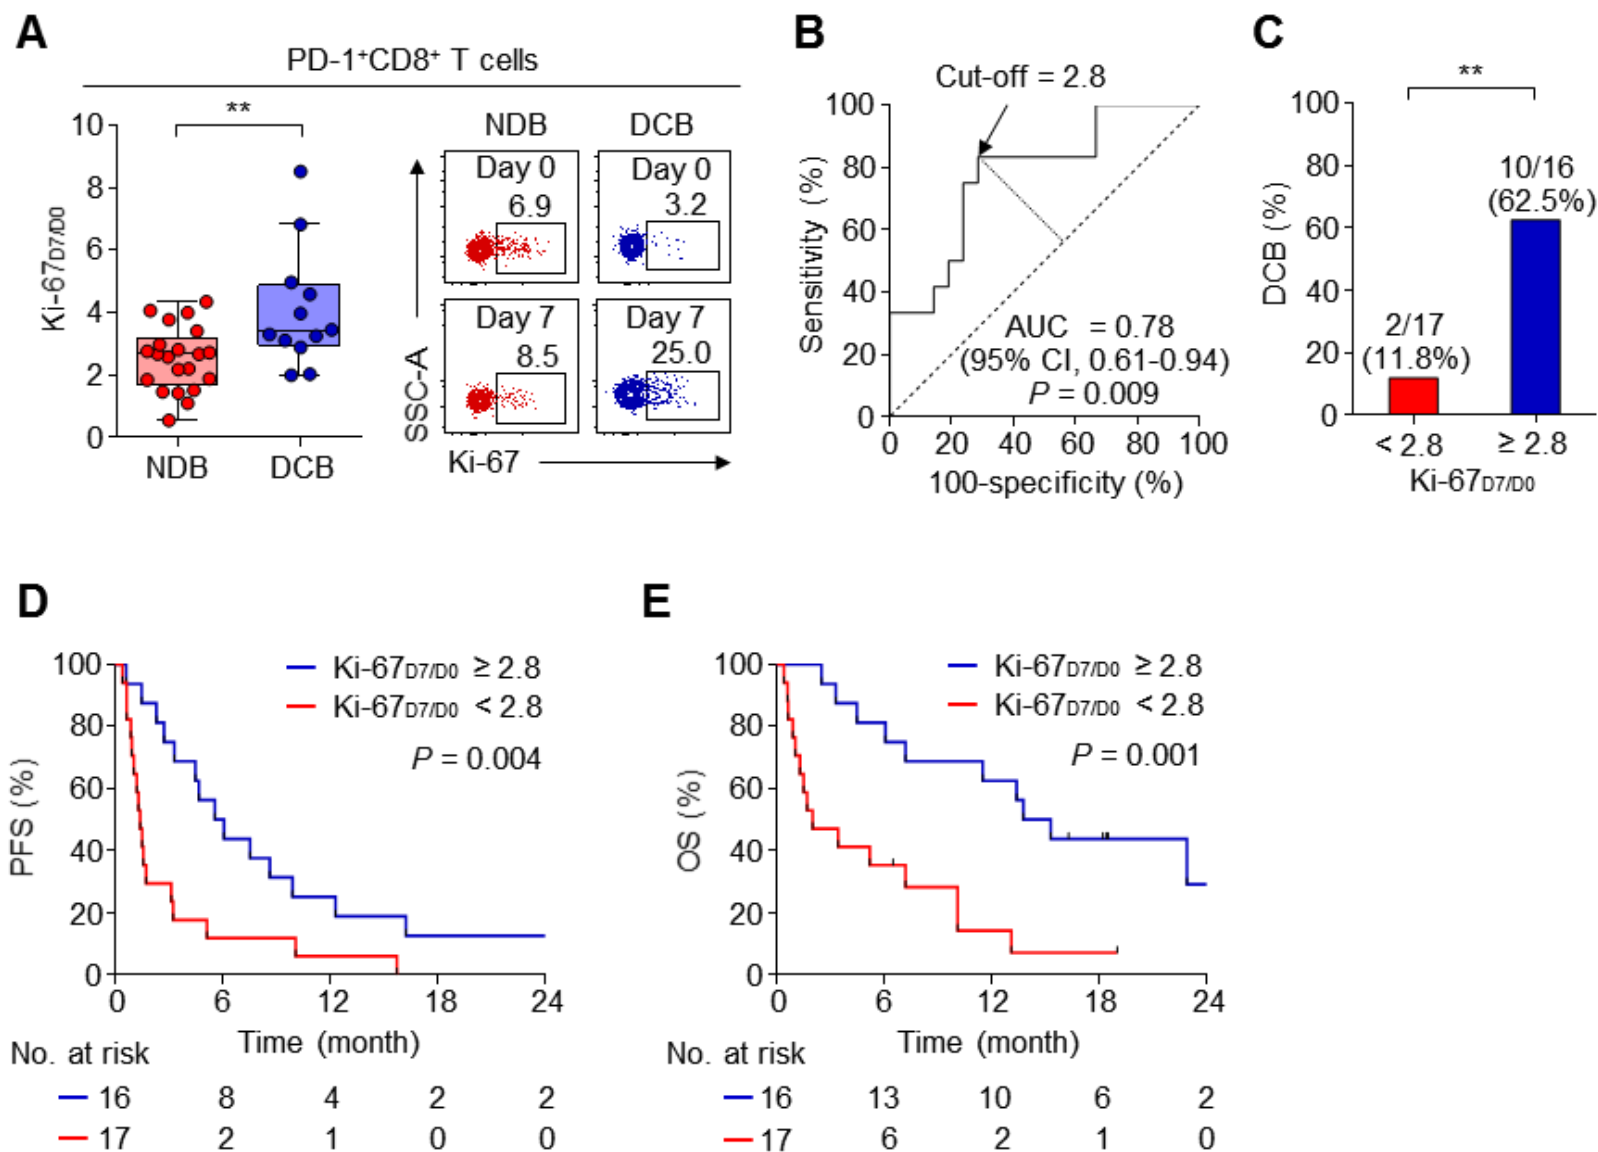 A
PD-1+CD8+ T cells
**
10
8
6
4
2
0
Ki-67D7/D0
NDB
DCB
NDB
DCB
Day 0
6.9
Day 0
3.2
Day 7
8.5
Day 7
25.0
SSC-A
Ki-67
B
Cut-off = 2.8
100
80
60
40
20
0
Sensitivity (%)
AUC = 0.78
(95% CI, 0.61-0.94)
P = 0.009
0 20 40 60 80 100
100-specificity (%)
C
**
100
80
60
40
20
0
DCB (%)
10/16
(62.5%)
2/17
(11.8%)
< 2.8
≥ 2.8
Ki-67D7/D0
D
100
80
60
40
20
0
PFS (%)
Ki-67D7/D0 ≥ 2.8
Ki-67D7/D0 < 2.8
P = 0.004
0 6 12 18 24
Time (month)
No. at risk
16 8 4 2 2
17 2 1 0 0
E
100
80
60
40
20
0
OS (%)
Ki-67D7/D0 ≥ 2.8
Ki-67D7/D0 < 2.8
P = 0.001
0 6 12 18 24
Time (month)
No. at risk
16 13 10 6 2
17 6 2 1 0